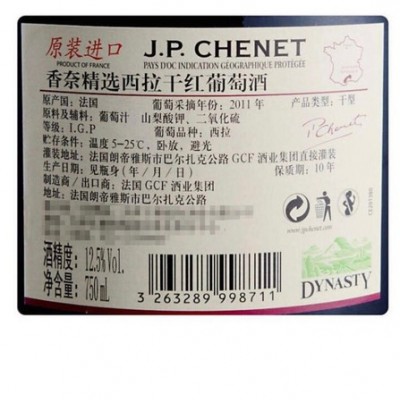 原装进口
PRODUCT OF FRANCE
J.P. CHENET
PAYS D'OC INDICATION GÉOGRAPHIQUE PROTÉGÉE
香奈精选西拉干红葡萄酒
原产国：法国 葡萄采摘年份：2011年 产品类型：干型
原料及辅料：葡萄汁 山梨酸钾、二氧化硫
等级：I.G.P 葡萄品种：西拉
贮存条件：温度5-25℃，卧放，避光
灌装地址：法国朗帝雅斯市巴尔扎克公路GCF酒业集团直接灌装
生产日期：见瓶身（年/月/日） 保质期：10年
制造商/出口商：法国GCF酒业集团
地址：法国朗帝雅斯市巴尔扎克公路
J.P.Chenet
酒精度：12.5%Vol.
净含量：750mL
3 263289 998711
www.jpchenet.com
DYNASTY